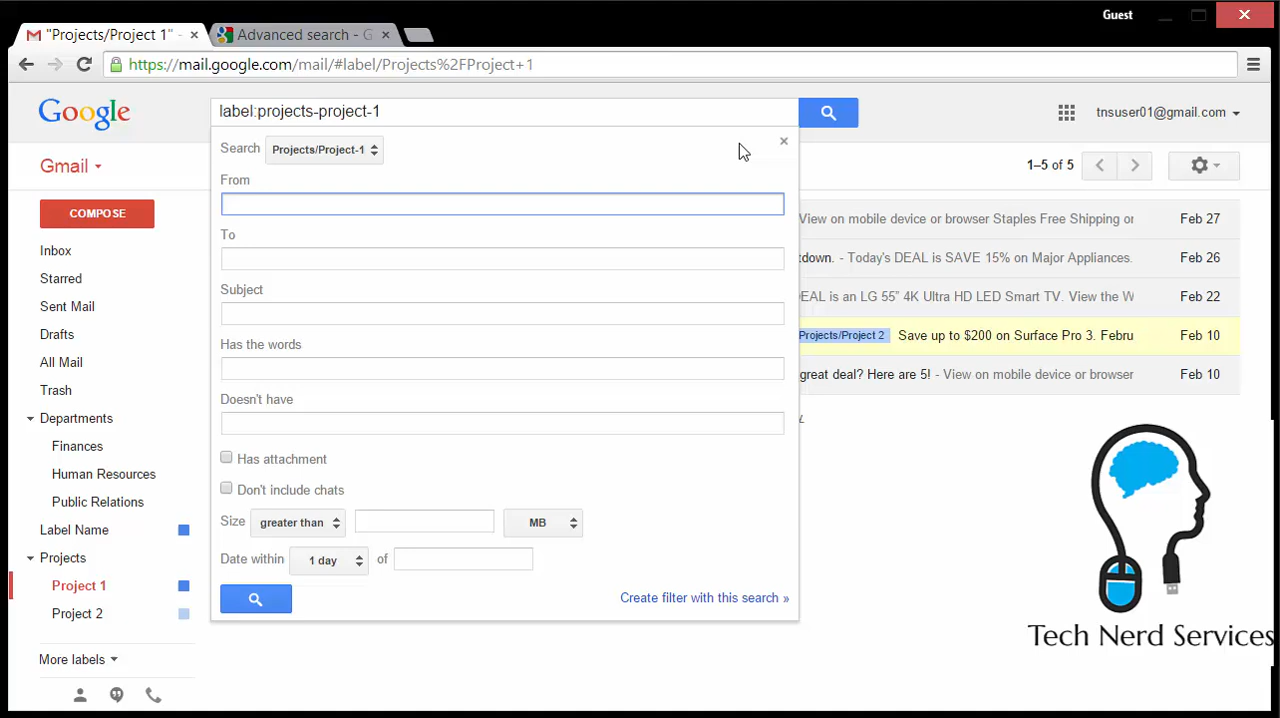 Guest
"Projects/Project 1" -
Advanced search - G
https://mail.google.com/mail/#label/Projects%2FProject+1
Google
label:projects-project-1
tnsuser01@gmail.com
Gmail
Search Projects/Project-1
1–5 of 5
From
COMPOSE
View on mobile device or browser Staples Free Shipping or Feb 27
To
Inbox
tdown. - Today's DEAL is SAVE 15% on Major Appliances. Feb 26
Starred
Subject
EAL is an LG 55" 4K Ultra HD LED Smart TV. View the W Feb 22
Sent Mail
Drafts
Has the words
Projects/Project 2 Save up to $200 on Surface Pro 3. Febru Feb 10
All Mail
great deal? Here are 5! - View on mobile device or browser Feb 10
Trash
Doesn't have
Departments
Finances
Has attachment
Human Resources
Don't include chats
Public Relations
Size greater than MB
Label Name
Projects
Date within 1 day of
Project 1
Create filter with this search »
Project 2
Tech Nerd Services
More labels